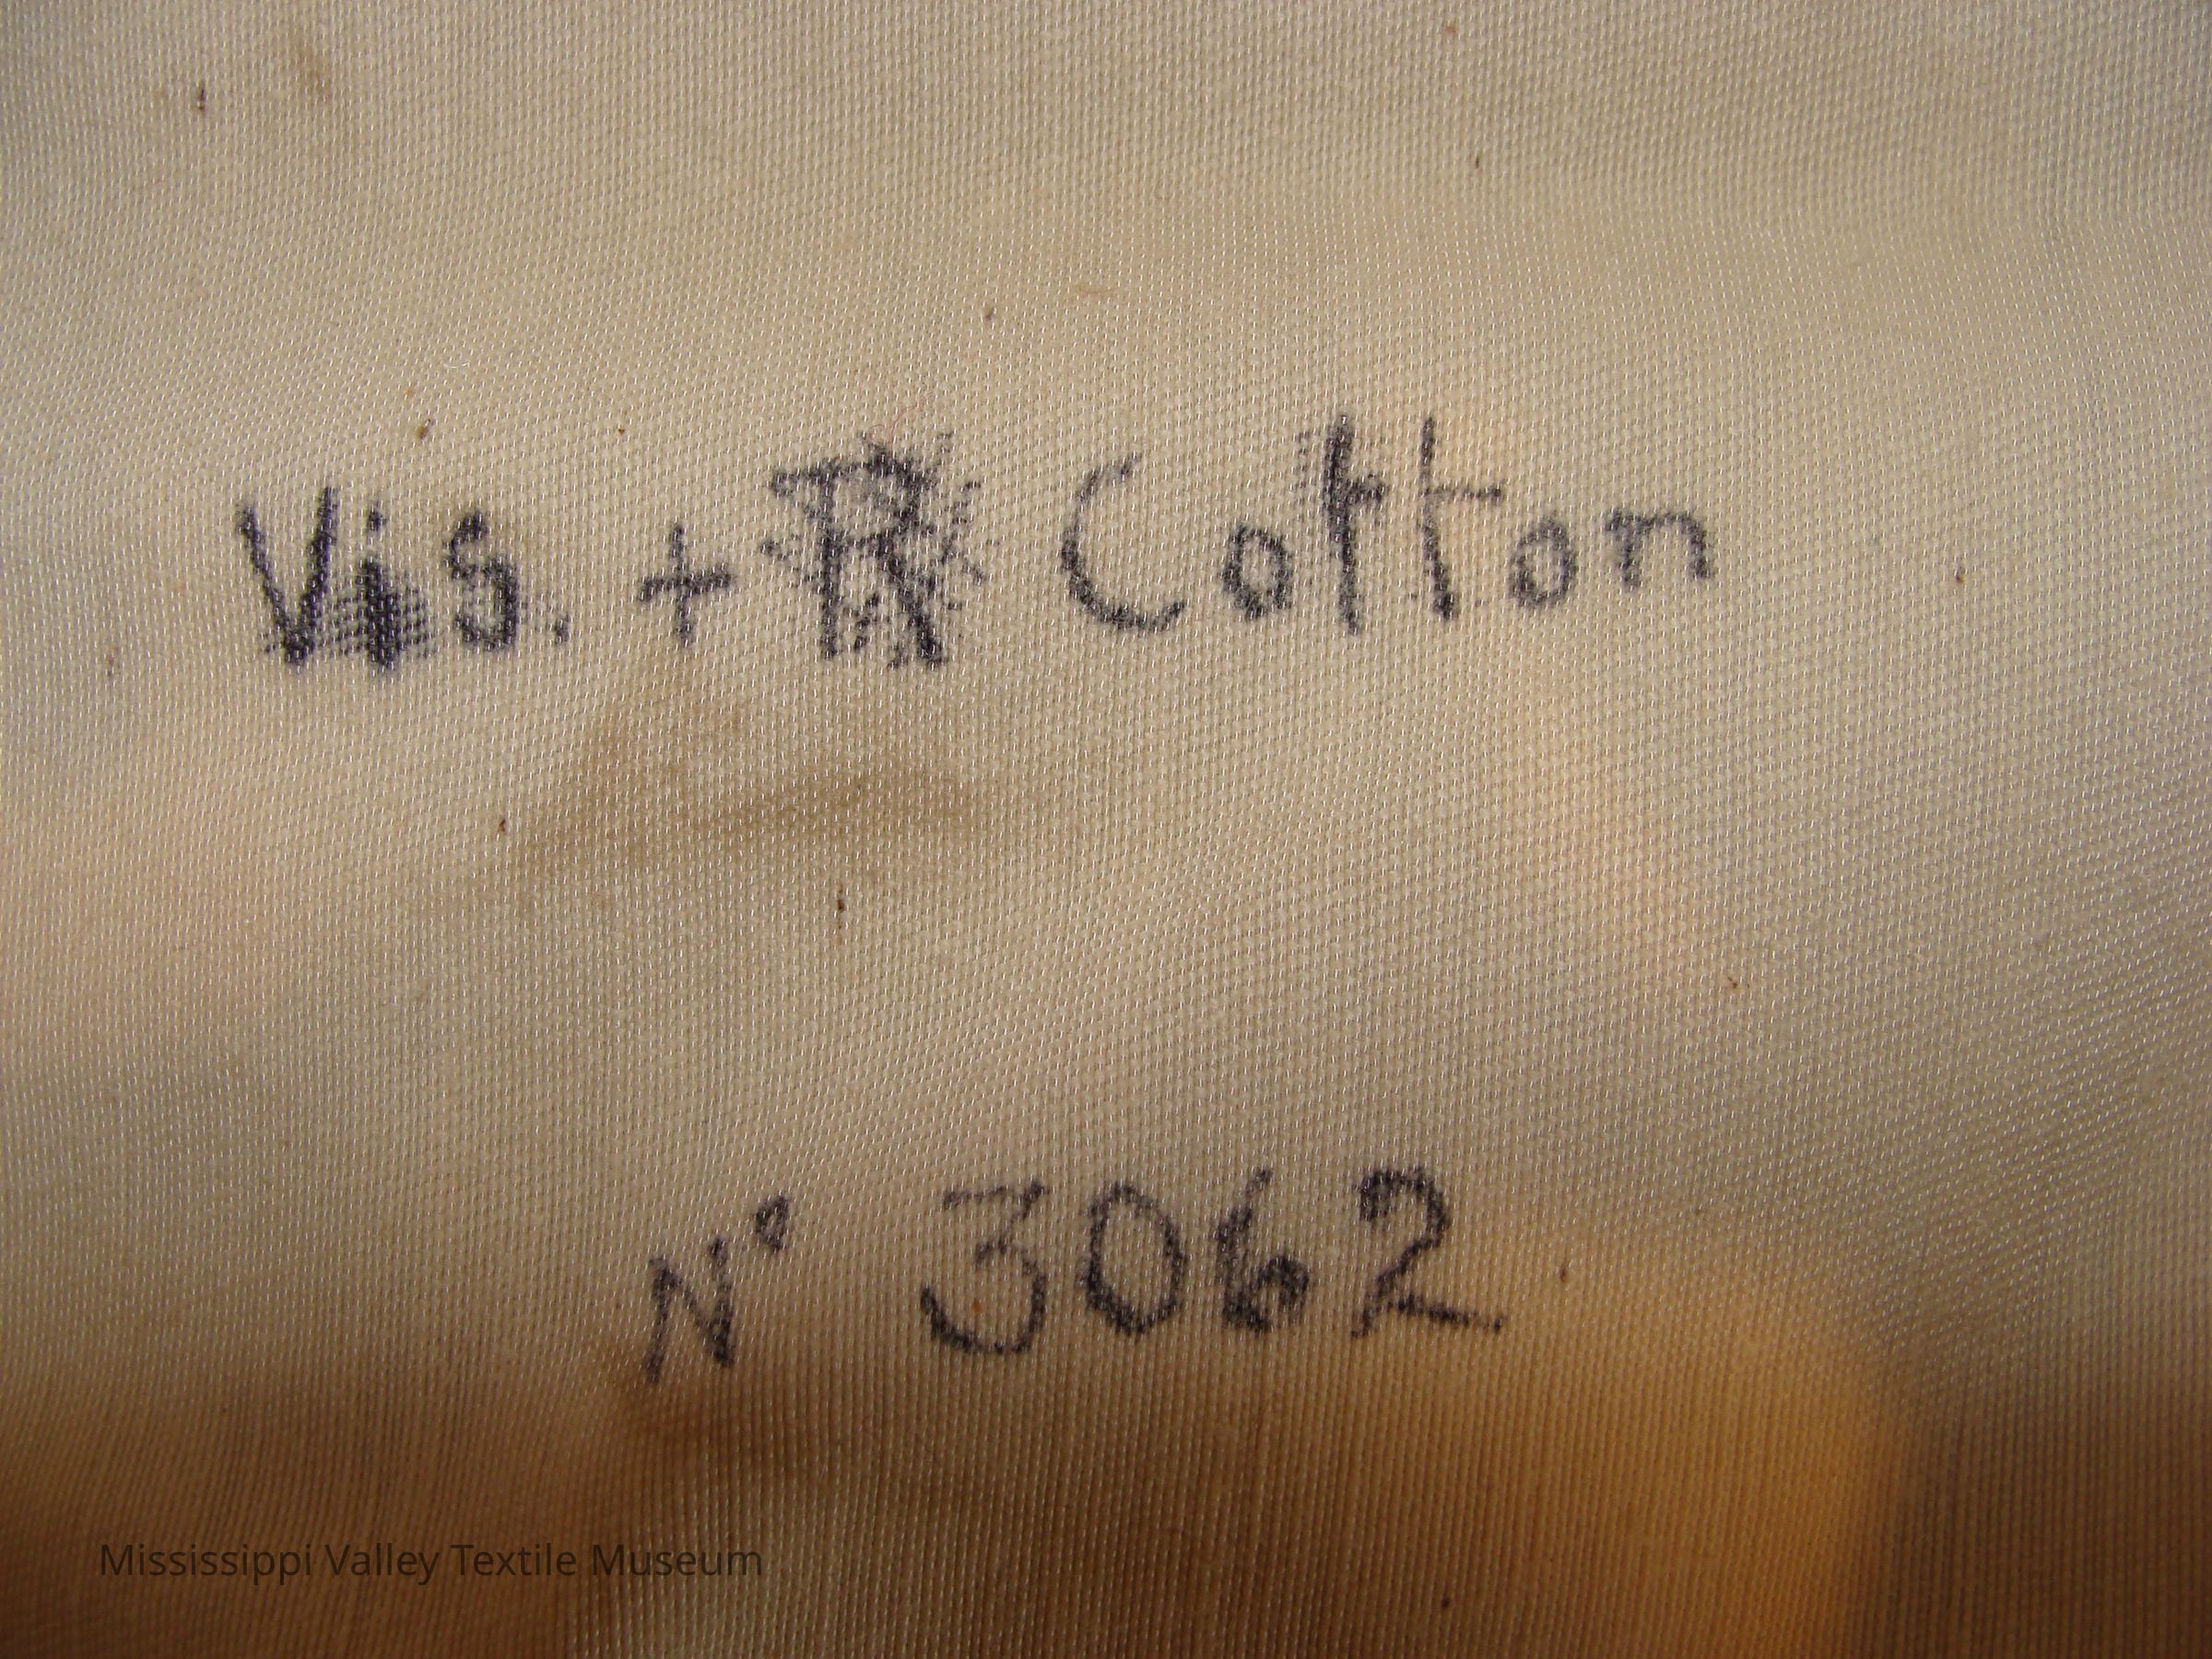 Vis. + Cotton
N° 3062
Mississippi Valley Textile Museum